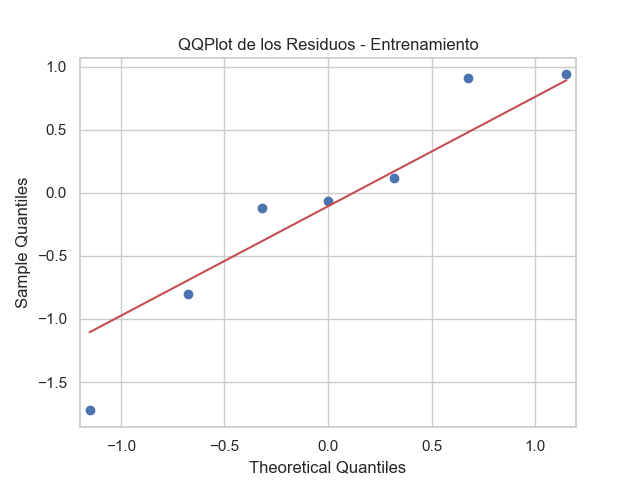 QQPlot de los Residuos - Entrenamiento
1.0
0.5
0.0
−0.5
−1.0
−1.5
Sample Quantiles
−1.0 −0.5 0.0 0.5 1.0
Theoretical Quantiles